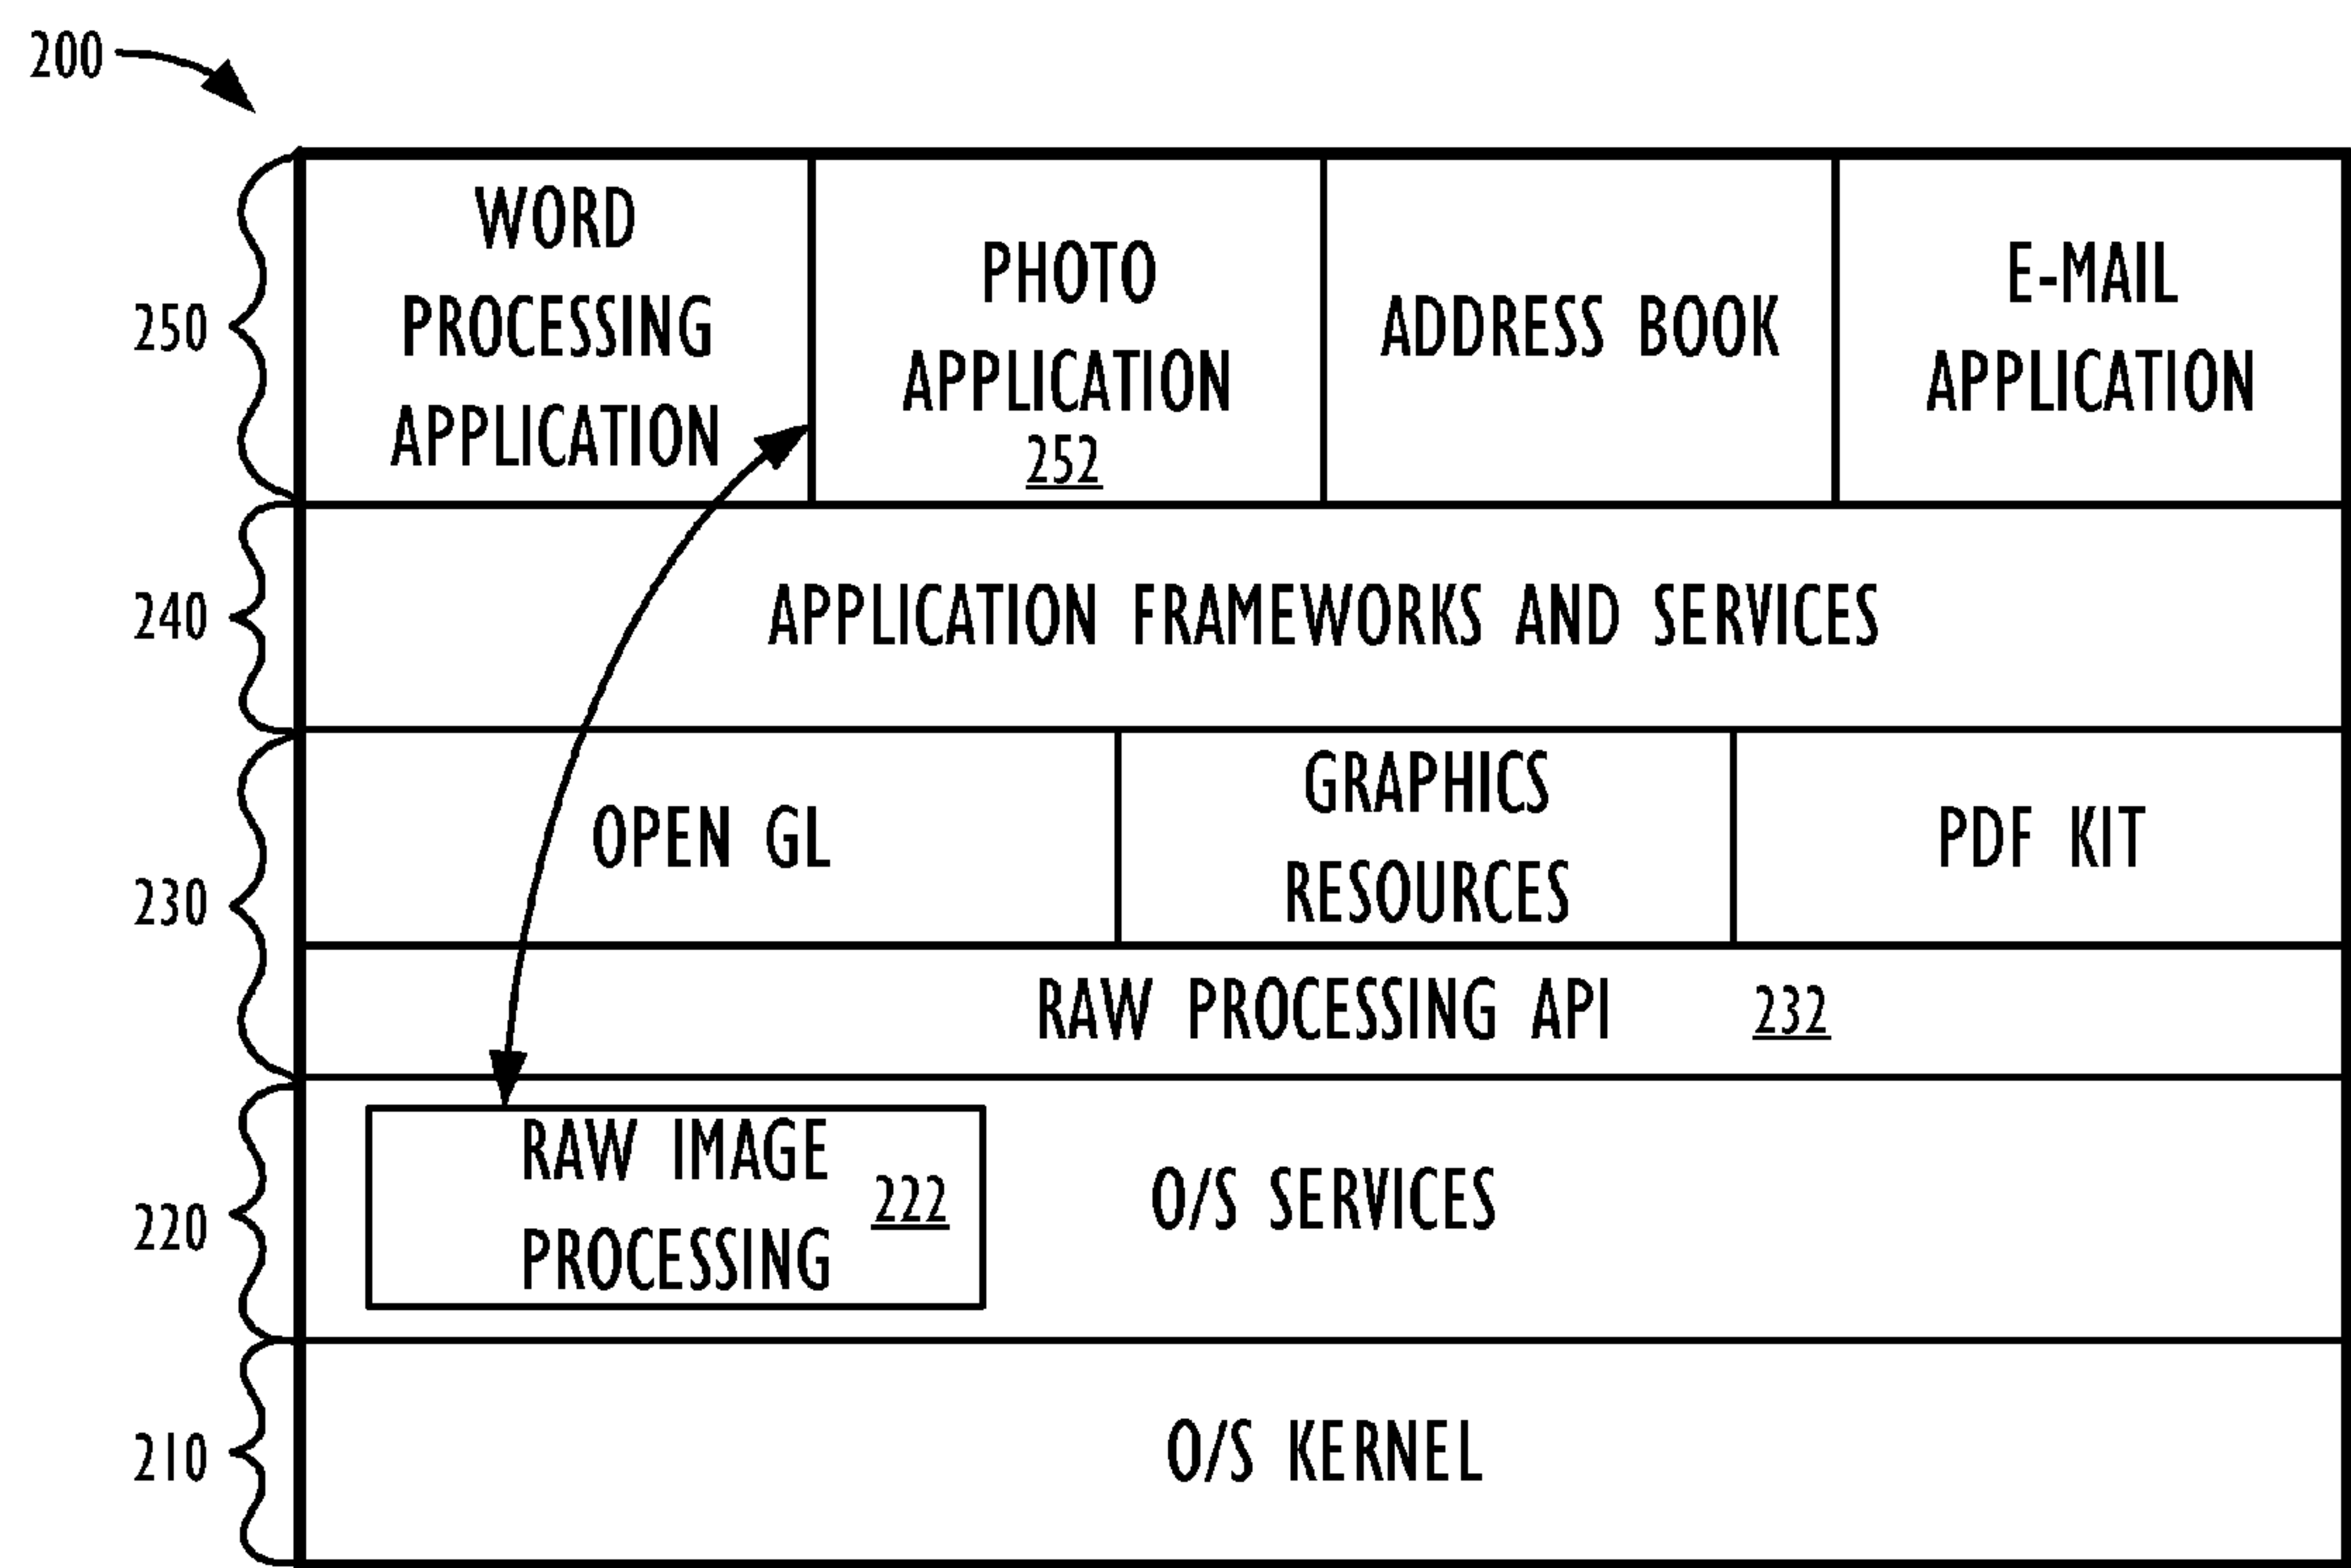 200
250
WORD
PROCESSING
APPLICATION
PHOTO
APPLICATION
252
ADDRESS BOOK
E-MAIL
APPLICATION
240
APPLICATION FRAMEWORKS AND SERVICES
230
OPEN GL
GRAPHICS
RESOURCES
PDF KIT
RAW PROCESSING API 232
220
RAW IMAGE
PROCESSING
222
O/S SERVICES
210
O/S KERNEL